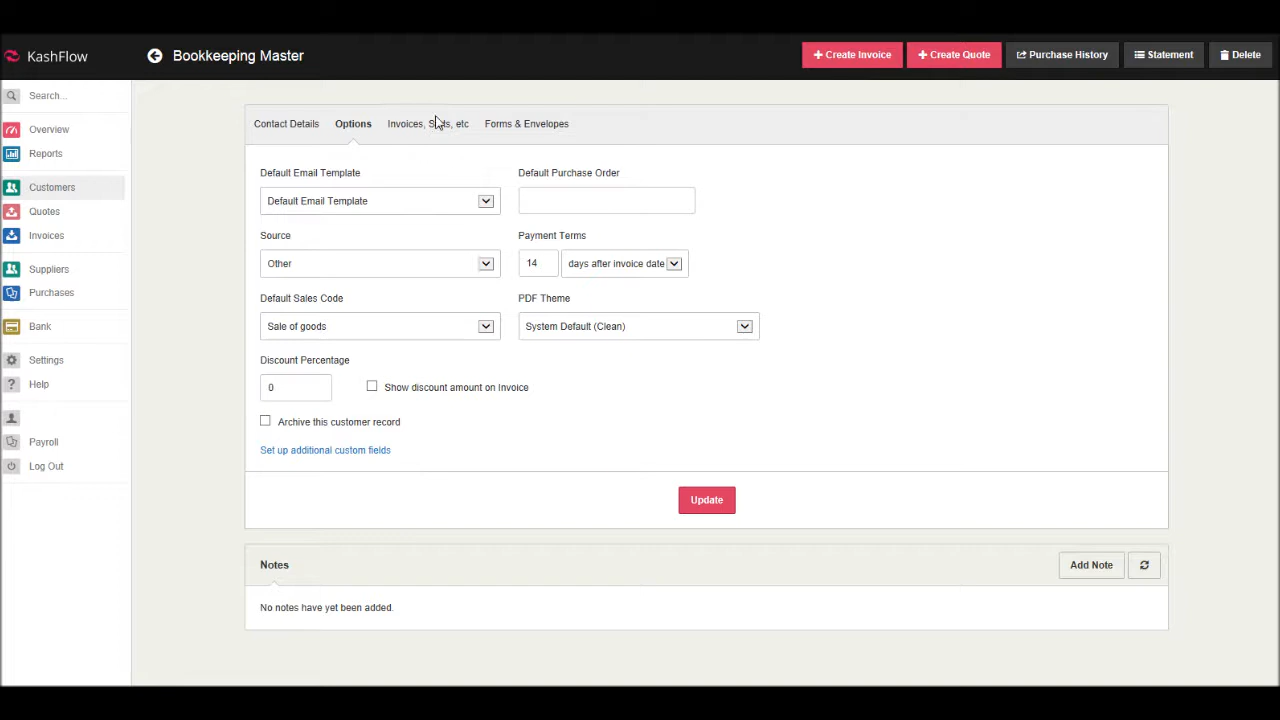 KashFlow
Bookkeeping Master
Create Invoice
Create Quote
Purchase History
Statement
Delete
Search...
Overview
Reports
Customers
Quotes
Invoices
Suppliers
Purchases
Bank
Settings
? Help
Payroll
Log Out
Contact Details
Options
Invoices, etc
Forms & Envelopes
Default Email Template
Default Purchase Order
Default Email Template
Source
Payment Terms
Other
14
days after invoice date
Default Sales Code
PDF Theme
Sale of goods
System Default (Clean)
Discount Percentage
0
Show discount amount on Invoice
Archive this customer record
Set up additional custom fields
Update
Notes
Add Note
No notes have yet been added.